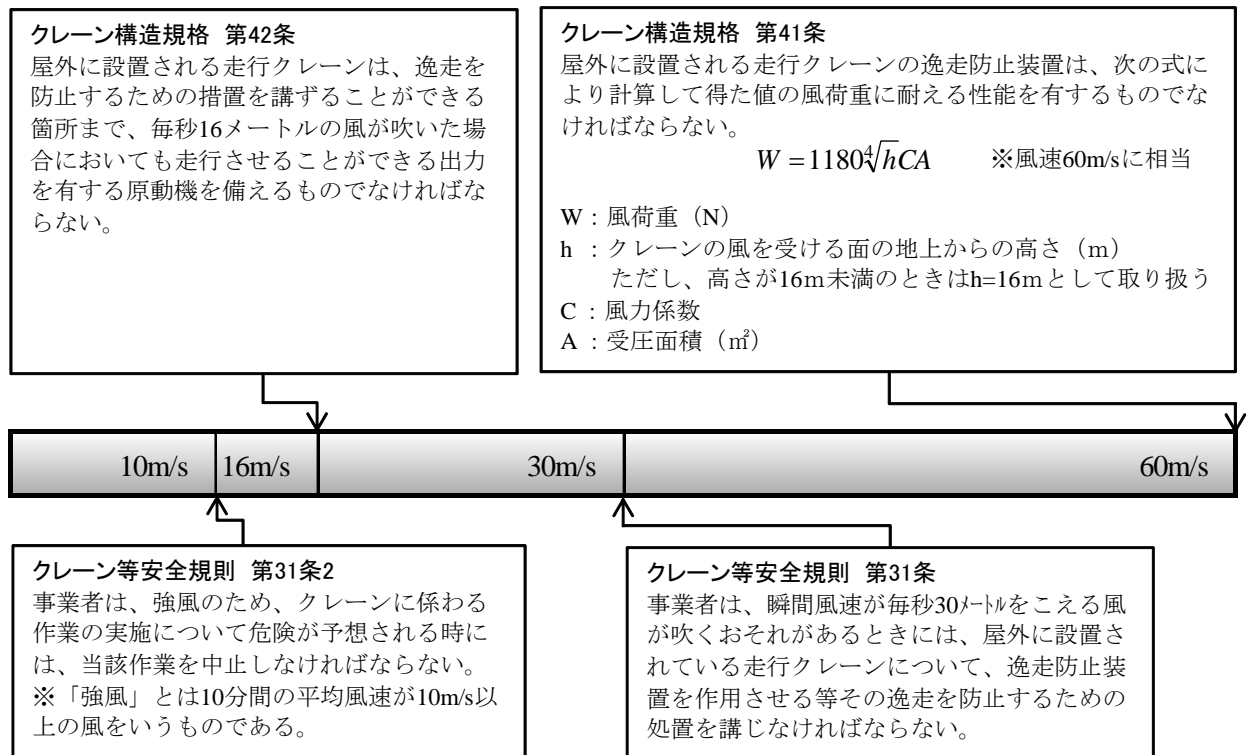 クレーン構造規格 第42条
屋外に設置される走行クレーンは、逸走を
防止するための措置を講ずることができる
箇所まで、毎秒16メートルの風が吹いた場
合においても走行させることができる出力
を有する原動機を備えるものでなければな
らない。
クレーン構造規格 第41条
屋外に設置される走行クレーンの逸走防止装置は、次の式に
より計算して得た値の風荷重に耐える性能を有するものでな
ければならない。
W = 1180∜hCA ※風速60m/sに相当
W：風荷重（N）
h ：クレーンの風を受ける面の地上からの高さ（ｍ）
ただし、高さが16ｍ未満のときはh=16ｍとして取り扱う
C：風力係数
A：受圧面積（㎡）
10m/s 16m/s 30m/s 60m/s
クレーン等安全規則 第31条2
事業者は、強風のため、クレーンに係わる
作業の実施について危険が予想される時に
は、当該作業を中止しなければならない。
※「強風」とは10分間の平均風速が10m/s以
上の風をいうものである。
クレーン等安全規則 第31条
事業者は、瞬間風速が毎秒30ﾒｰﾄﾙをこえる風
が吹くおそれがあるときには、屋外に設置さ
れている走行クレーンについて、逸走防止装
置を作用させる等その逸走を防止するための
処置を講じなければならない。